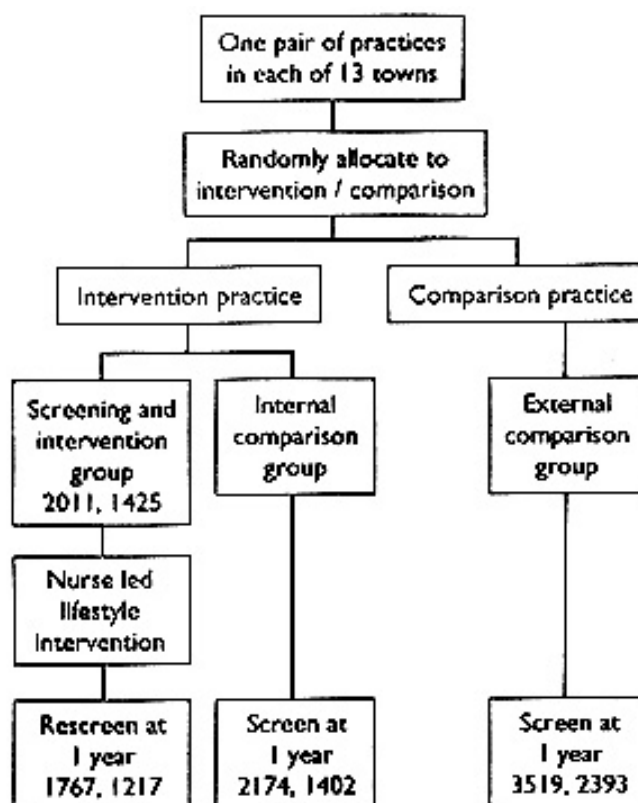 One pair of practices
in each of 13 towns
Randomly allocate to
intervention / comparison
Intervention practice
Comparison practice
Screening and
intervention
group
2011, 1425
Internal
comparison
group
External
comparison
group
Nurse led
lifestyle
Intervention
Rescreen at
1 year
1767, 1217
Screen at
1 year
2174, 1402
Screen at
1 year
3519, 2393